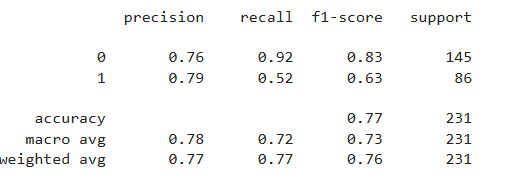 precision recall f1-score support
0 0.76 0.92 0.83 145
1 0.79 0.52 0.63 86
accuracy 0.77 231
macro avg 0.78 0.72 0.73 231
weighted avg 0.77 0.77 0.76 231